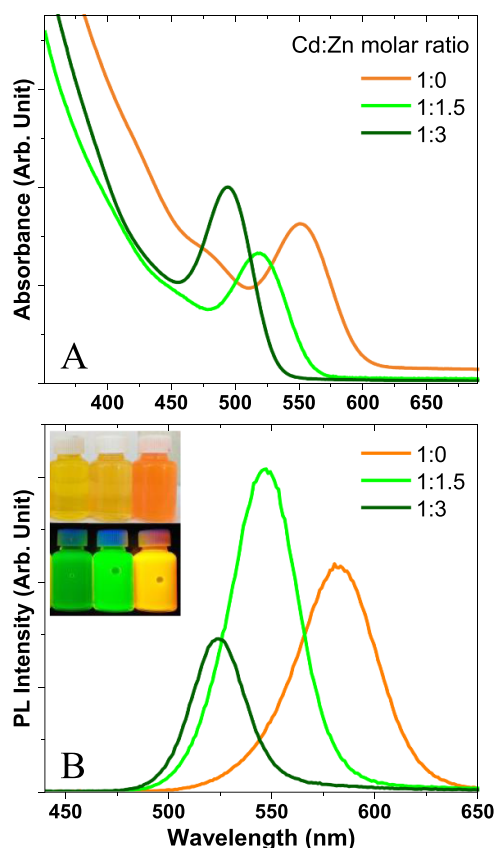 Absorbance (Arb. Unit)
Cd:Zn molar ratio
1:0
1:1.5
1:3
A
400 450 500 550 600 650
PL Intensity (Arb. Unit)
1:0
1:1.5
1:3
B
450 500 550 600 650
Wavelength (nm)